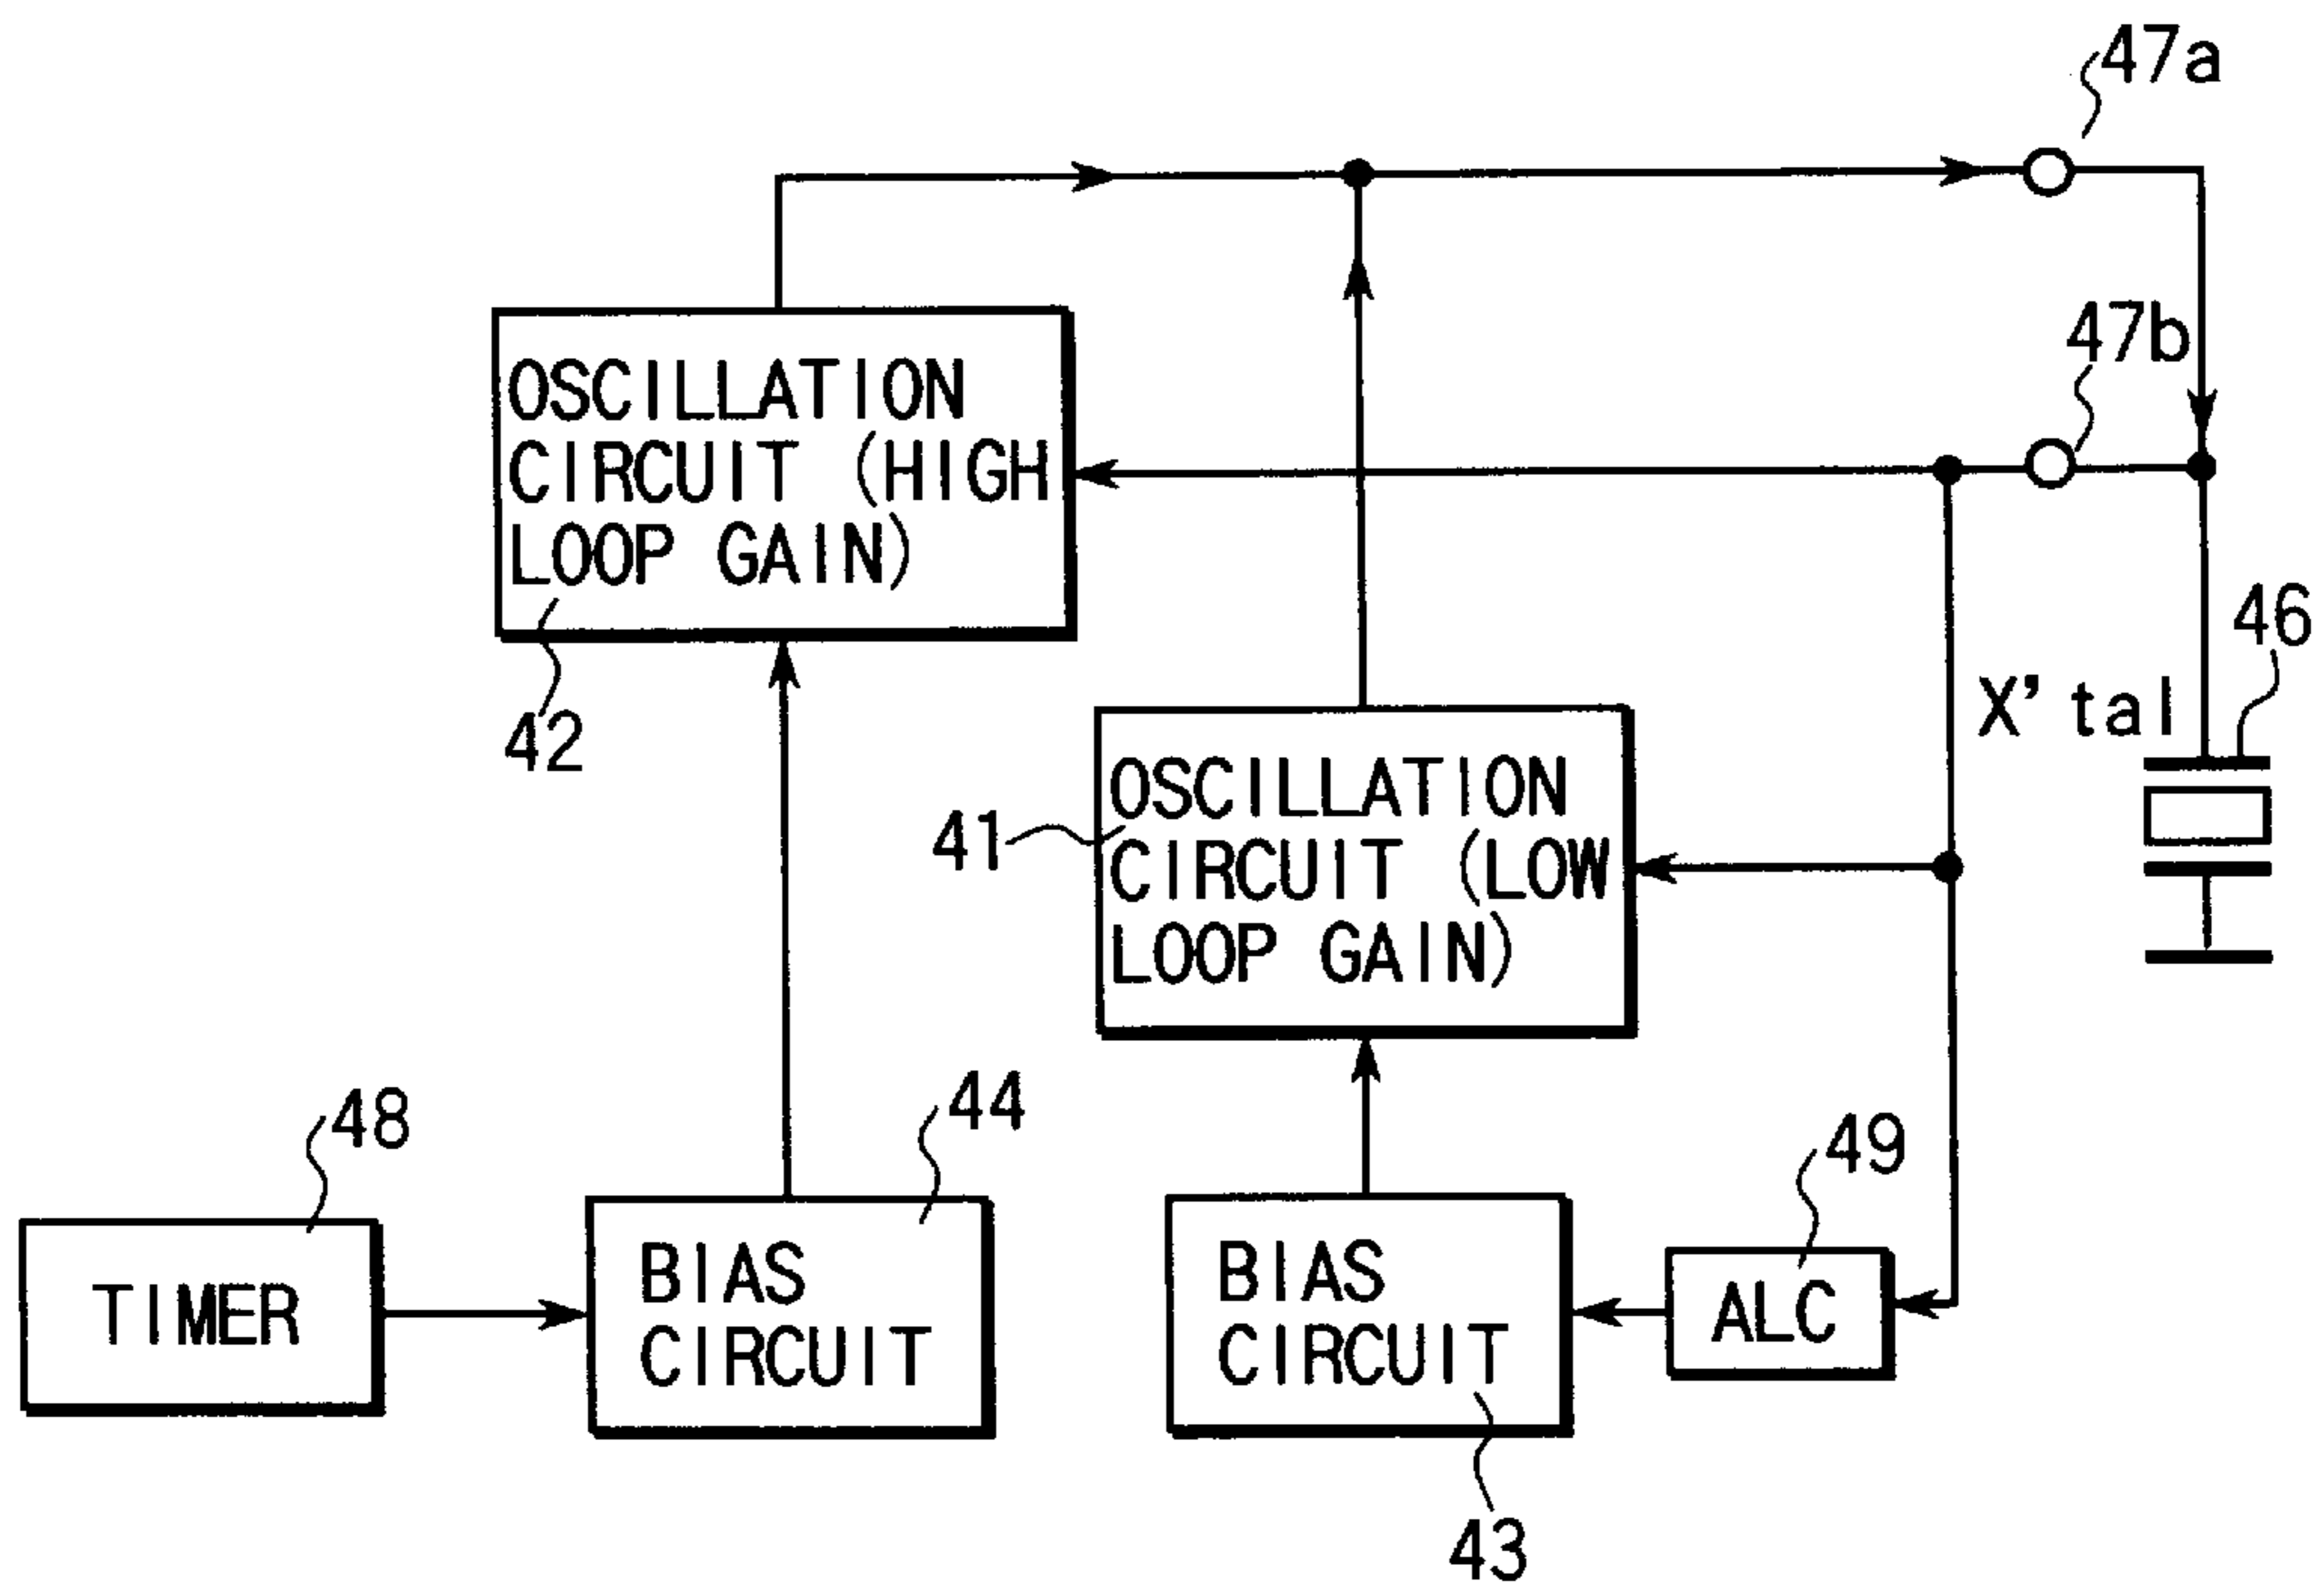 47a
47b
OSCILLATION
CIRCUIT (HIGH
LOOP GAIN)
42
46
X'tal
41
OSCILLATION
CIRCUIT (LOW
LOOP GAIN)
48
44
49
TIMER
BIAS
CIRCUIT
BIAS
CIRCUIT
ALC
43